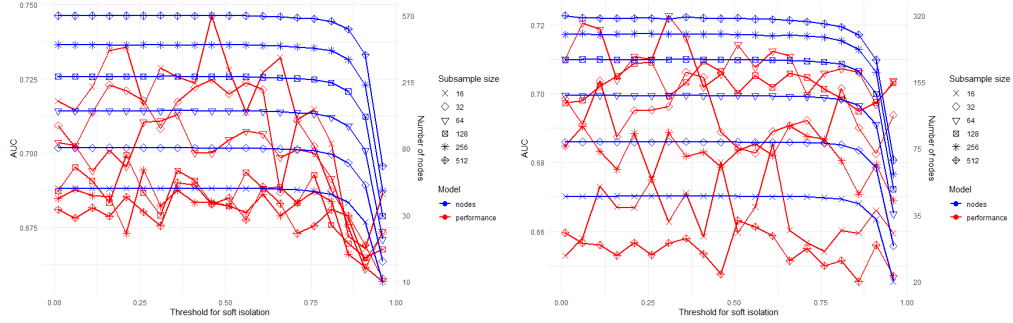 0.750
0.725
0.700
0.675
AUC
570
215
80
30
10
Number of nodes
0.00
0.25
0.50
0.75
1.00
Threshold for soft isolation
Subsample size
16
32
64
128
256
512
Model
nodes
performance
0.72
0.70
0.68
0.66
AUC
320
155
75
35
20
Number of nodes
0.00
0.25
0.50
0.75
1.00
Threshold for soft isolation
Subsample size
16
32
64
128
256
512
Model
nodes
performance